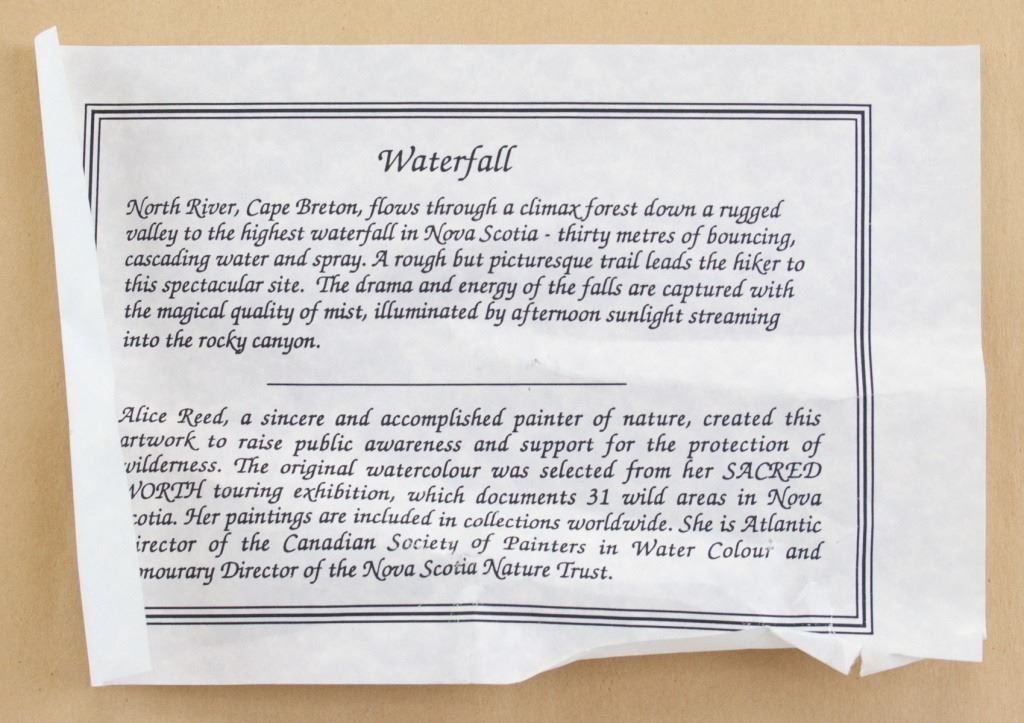 Waterfall
North River, Cape Breton, flows through a climax forest down a rugged
valley to the highest waterfall in Nova Scotia - thirty metres of bouncing,
cascading water and spray. A rough but picturesque trail leads the hiker to
this spectacular site. The drama and energy of the falls are captured with
the magical quality of mist, illuminated by afternoon sunlight streaming
into the rocky canyon.
Alice Reed, a sincere and accomplished painter of nature, created this
artwork to raise public awareness and support for the protection of
wilderness. The original watercolour was selected from her SACRED
WORTH touring exhibition, which documents 31 wild areas in Nova
cotia. Her paintings are included in collections worldwide. She is Atlantic
irector of the Canadian Society of Painters in Water Colour and
nourary Director of the Nova Scotia Nature Trust.